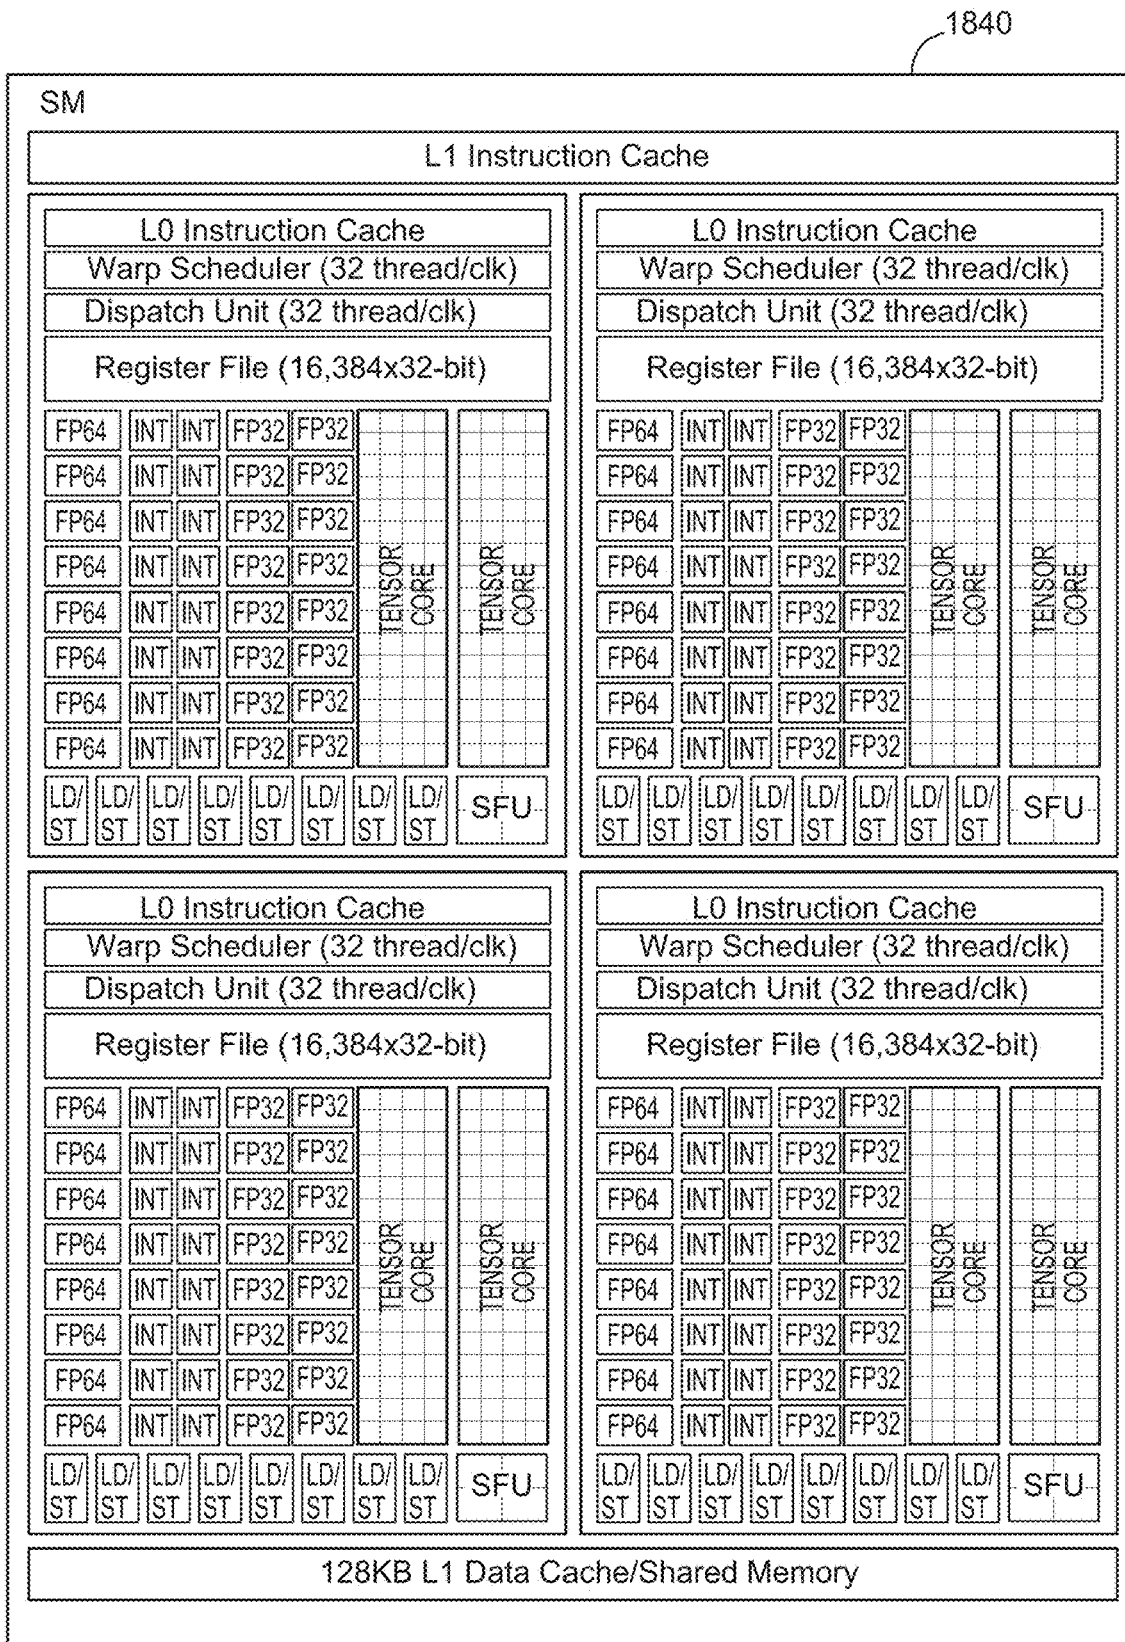 1840
SM
L1 Instruction Cache
L0 Instruction Cache
Warp Scheduler (32 thread/clk)
Dispatch Unit (32 thread/clk)
Register File (16,384x32-bit)
FP64 INT INT FP32 FP32
FP64 INT INT FP32 FP32
FP64 INT INT FP32 FP32
FP64 INT INT FP32 FP32
FP64 INT INT FP32 FP32
FP64 INT INT FP32 FP32
FP64 INT INT FP32 FP32
FP64 INT INT FP32 FP32
TENSOR
CORE
TENSOR
CORE
LD/ LD/ LD/ LD/ LD/ LD/ LD/ LD/
ST ST ST ST ST ST ST ST
SFU
L0 Instruction Cache
Warp Scheduler (32 thread/clk)
Dispatch Unit (32 thread/clk)
Register File (16,384x32-bit)
FP64 INT INT FP32 FP32
FP64 INT INT FP32 FP32
FP64 INT INT FP32 FP32
FP64 INT INT FP32 FP32
FP64 INT INT FP32 FP32
FP64 INT INT FP32 FP32
FP64 INT INT FP32 FP32
FP64 INT INT FP32 FP32
TENSOR
CORE
TENSOR
CORE
LD/ LD/ LD/ LD/ LD/ LD/ LD/ LD/
ST ST ST ST ST ST ST ST
SFU
L0 Instruction Cache
Warp Scheduler (32 thread/clk)
Dispatch Unit (32 thread/clk)
Register File (16,384x32-bit)
FP64 INT INT FP32 FP32
FP64 INT INT FP32 FP32
FP64 INT INT FP32 FP32
FP64 INT INT FP32 FP32
FP64 INT INT FP32 FP32
FP64 INT INT FP32 FP32
FP64 INT INT FP32 FP32
FP64 INT INT FP32 FP32
TENSOR
CORE
TENSOR
CORE
LD/ LD/ LD/ LD/ LD/ LD/ LD/ LD/
ST ST ST ST ST ST ST ST
SFU
L0 Instruction Cache
Warp Scheduler (32 thread/clk)
Dispatch Unit (32 thread/clk)
Register File (16,384x32-bit)
FP64 INT INT FP32 FP32
FP64 INT INT FP32 FP32
FP64 INT INT FP32 FP32
FP64 INT INT FP32 FP32
FP64 INT INT FP32 FP32
FP64 INT INT FP32 FP32
FP64 INT INT FP32 FP32
FP64 INT INT FP32 FP32
TENSOR
CORE
TENSOR
CORE
LD/ LD/ LD/ LD/ LD/ LD/ LD/ LD/
ST ST ST ST ST ST ST ST
SFU
128KB L1 Data Cache/Shared Memory